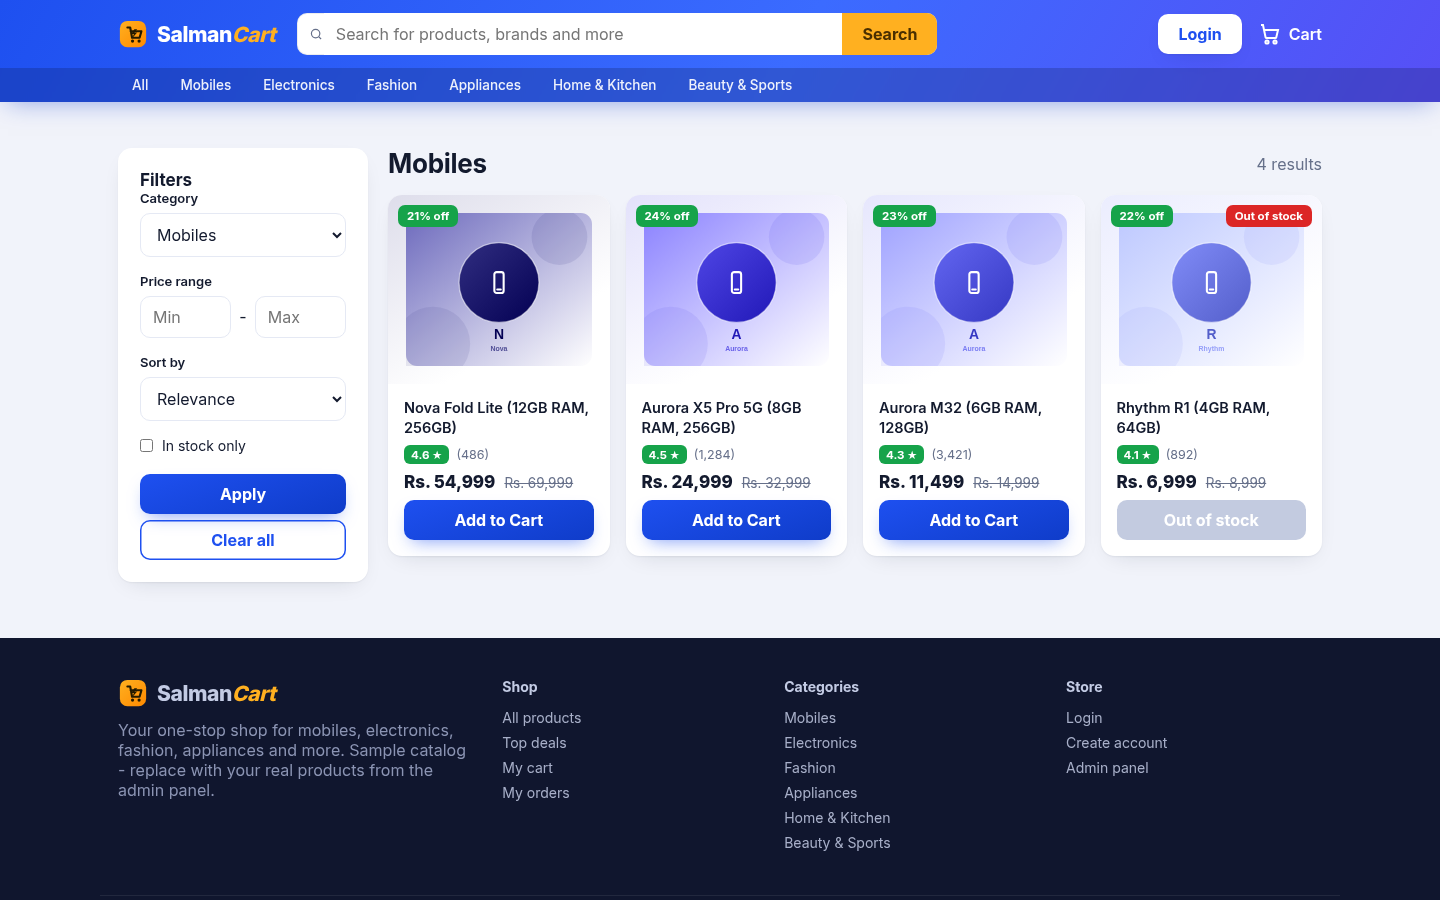 SalmanCart
Search for products, brands and more
Search
Login
Cart
All
Mobiles
Electronics
Fashion
Appliances
Home & Kitchen
Beauty & Sports
Filters
Category
Mobiles
Price range
Min
-
Max
Sort by
Relevance
In stock only
Apply
Clear all
Mobiles
4 results
21% off
N
Nova
Nova Fold Lite (12GB RAM,
256GB)
4.6 ★
(486)
Rs. 54,999
Rs. 69,999
Add to Cart
24% off
A
Aurora
Aurora X5 Pro 5G (8GB
RAM, 256GB)
4.5 ★
(1,284)
Rs. 24,999
Rs. 32,999
Add to Cart
23% off
A
Aurora
Aurora M32 (6GB RAM,
128GB)
4.3 ★
(3,421)
Rs. 11,499
Rs. 14,999
Add to Cart
22% off
Out of stock
R
Rhythm
Rhythm R1 (4GB RAM,
64GB)
4.1 ★
(892)
Rs. 6,999
Rs. 8,999
Out of stock
SalmanCart
Your one-stop shop for mobiles, electronics,
fashion, appliances and more. Sample catalog
- replace with your real products from the
admin panel.
Shop
All products
Top deals
My cart
My orders
Categories
Mobiles
Electronics
Fashion
Appliances
Home & Kitchen
Beauty & Sports
Store
Login
Create account
Admin panel